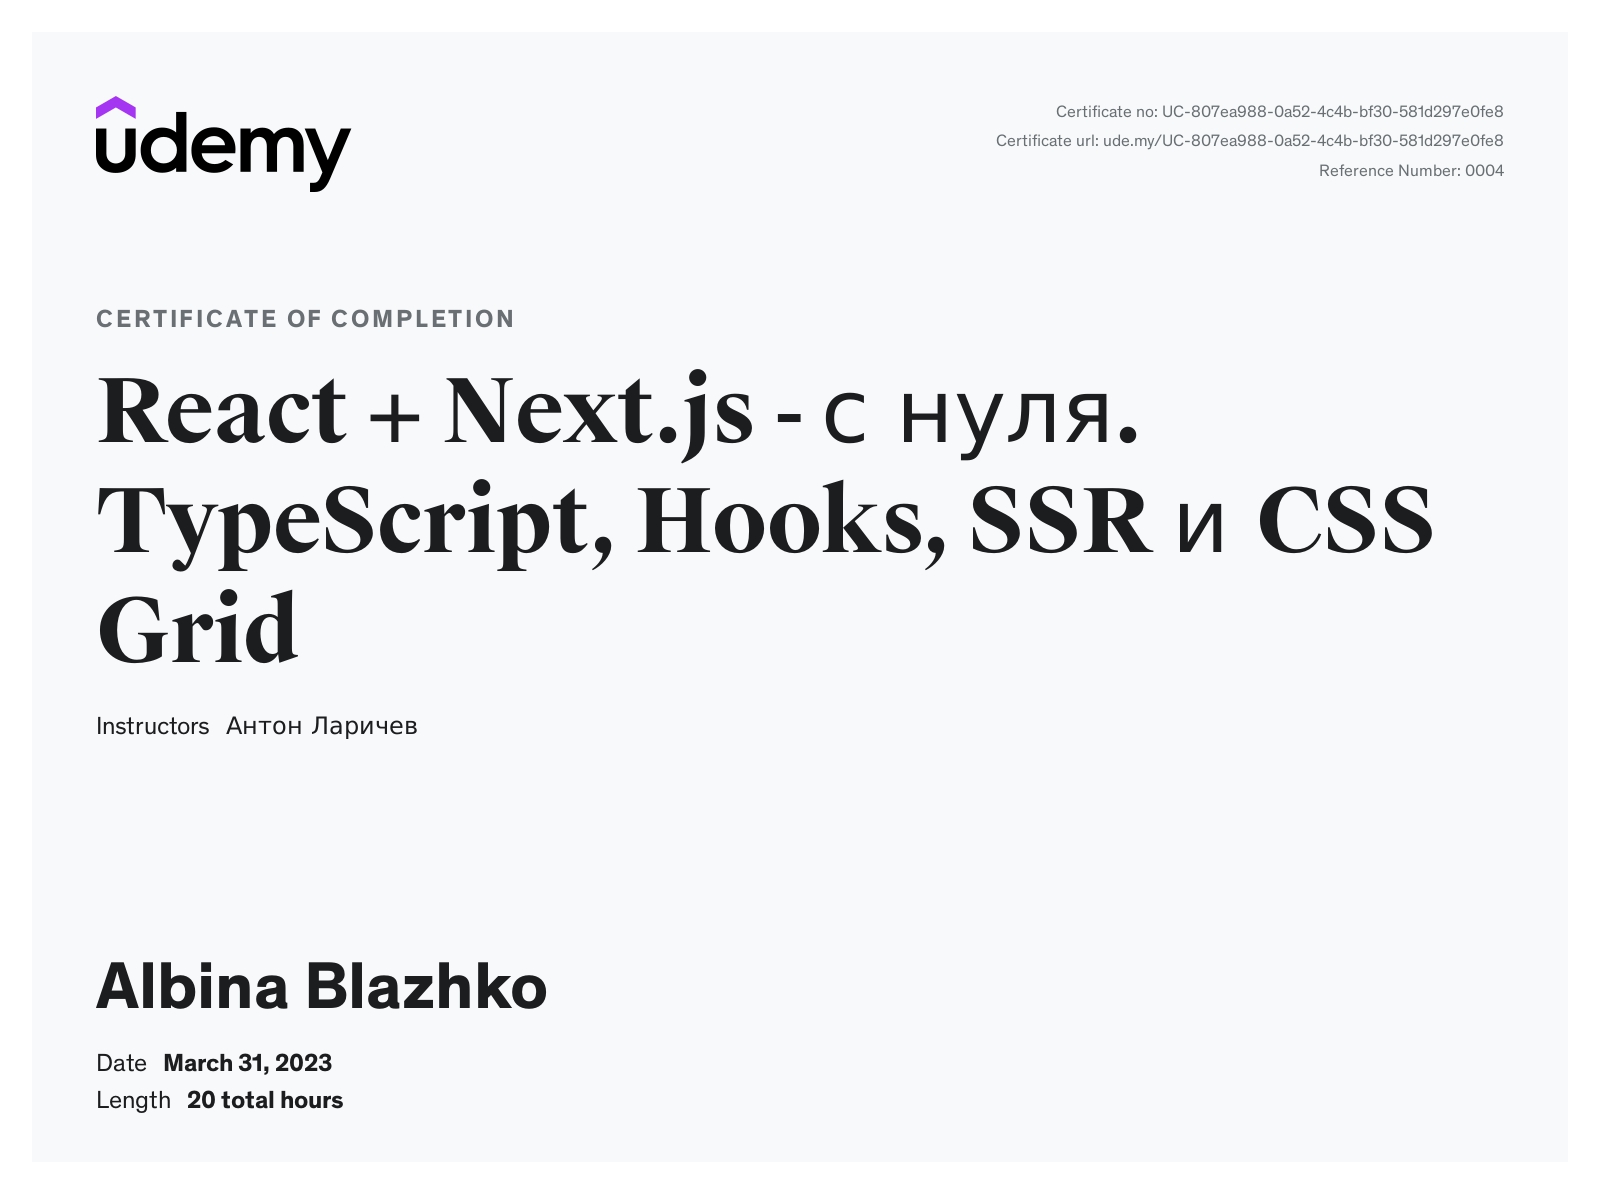 udemy
Certificate no: UC-807ea988-0a52-4c4b-bf30-581d297e0fe8
Certificate url: ude.my/UC-807ea988-0a52-4c4b-bf30-581d297e0fe8
Reference Number: 0004
CERTIFICATE OF COMPLETION
React + Next.js - с нуля.
TypeScript, Hooks, SSR и CSS
Grid
Instructors Антон Ларичев
Albina Blazhko
Date March 31, 2023
Length 20 total hours